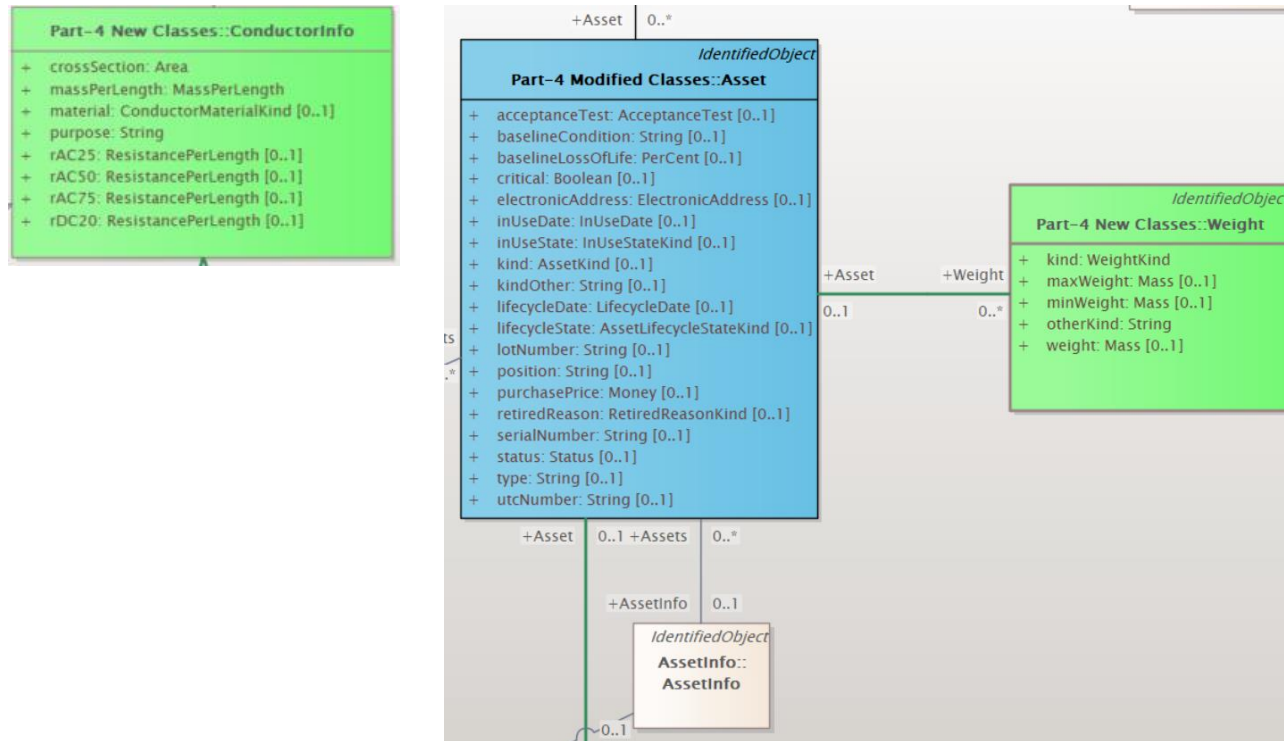 Part-4 New Classes::ConductorInfo
+ crossSection: Area
+ massPerLength: MassPerLength
+ material: ConductorMaterialKind [0..1]
+ purpose: String
+ rAC25: ResistancePerLength [0..1]
+ rAC50: ResistancePerLength [0..1]
+ rAC75: ResistancePerLength [0..1]
+ rDC20: ResistancePerLength [0..1]
+Asset 0..*
IdentifiedObject
Part-4 Modified Classes::Asset
+ acceptanceTest: AcceptanceTest [0..1]
+ baselineCondition: String [0..1]
+ baselineLossOfLife: PerCent [0..1]
+ critical: Boolean [0..1]
+ electronicAddress: ElectronicAddress [0..1]
+ inUseDate: InUseDate [0..1]
+ inUseState: InUseStateKind [0..1]
+ kind: AssetKind [0..1]
+ kindOther: String [0..1]
+ lifecycleDate: LifecycleDate [0..1]
+ lifecycleState: AssetLifecycleStateKind [0..1]
+ lotNumber: String [0..1]
+ position: String [0..1]
+ purchasePrice: Money [0..1]
+ retiredReason: RetiredReasonKind [0..1]
+ serialNumber: String [0..1]
+ status: Status [0..1]
+ type: String [0..1]
+ utcNumber: String [0..1]
ts
..*
+Asset +Weight
0..1 0..*
IdentifiedObjec
Part-4 New Classes::Weight
+ kind: WeightKind
+ maxWeight: Mass [0..1]
+ minWeight: Mass [0..1]
+ otherKind: String
+ weight: Mass [0..1]
+Asset 0..1 +Assets 0..*
+AssetInfo 0..1
IdentifiedObject
AssetInfo::
AssetInfo
0..1